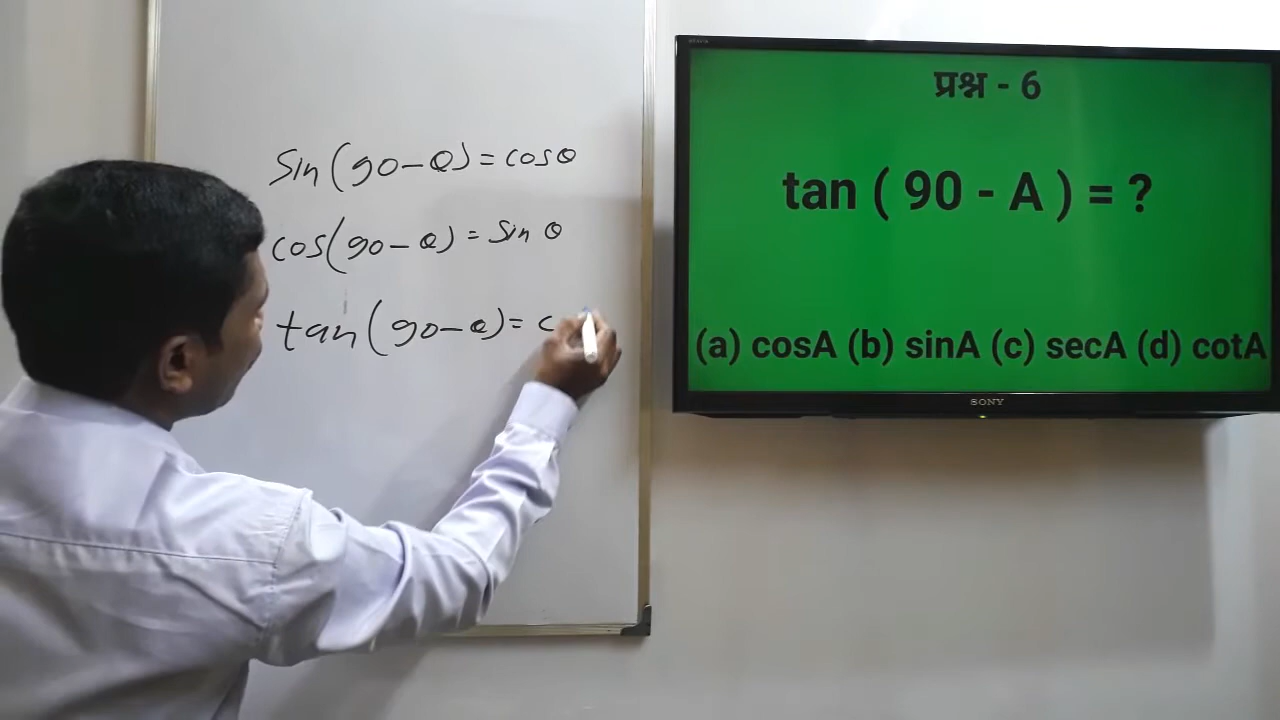 sin(90-θ) = cosθ
cos(90-θ) = sin θ
tan(90-θ) = c
प्रश्न - 6
tan ( 90 - A ) = ?
(a) cosA (b) sinA (c) secA (d) cotA
SONY